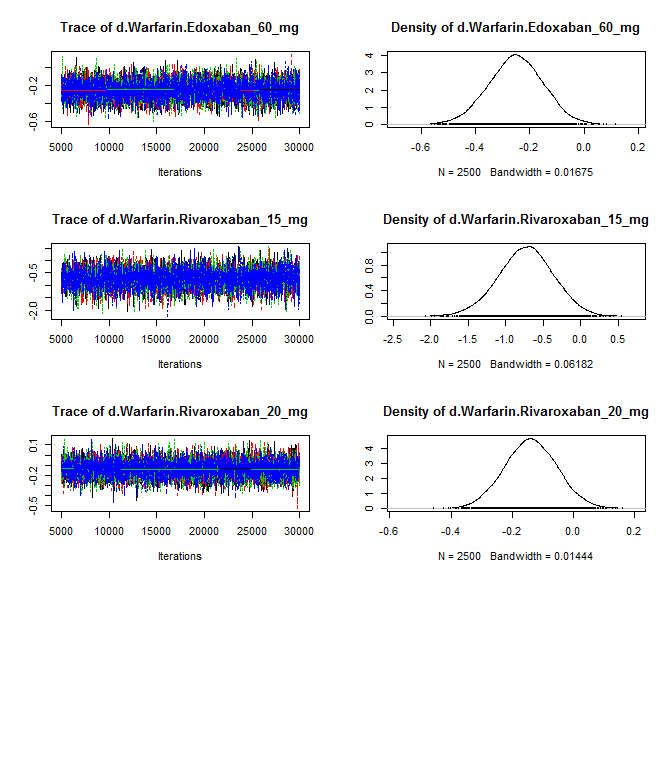 Trace of d.Warfarin.Edoxaban_60_mg
-0.6
-0.2
5000 10000 15000 20000 25000 30000
Iterations
Density of d.Warfarin.Edoxaban_60_mg
0 1 2 3 4
-0.6 -0.4 -0.2 0.0 0.2
N = 2500 Bandwidth = 0.01675
Trace of d.Warfarin.Rivaroxaban_15_mg
-2.0
-0.5
5000 10000 15000 20000 25000 30000
Iterations
Density of d.Warfarin.Rivaroxaban_15_mg
0.0 0.4 0.8
-2.5 -2.0 -1.5 -1.0 -0.5 0.0 0.5
N = 2500 Bandwidth = 0.06182
Trace of d.Warfarin.Rivaroxaban_20_mg
-0.5 -0.2 0.1
5000 10000 15000 20000 25000 30000
Iterations
Density of d.Warfarin.Rivaroxaban_20_mg
0 1 2 3 4
-0.6 -0.4 -0.2 0.0 0.2
N = 2500 Bandwidth = 0.01444